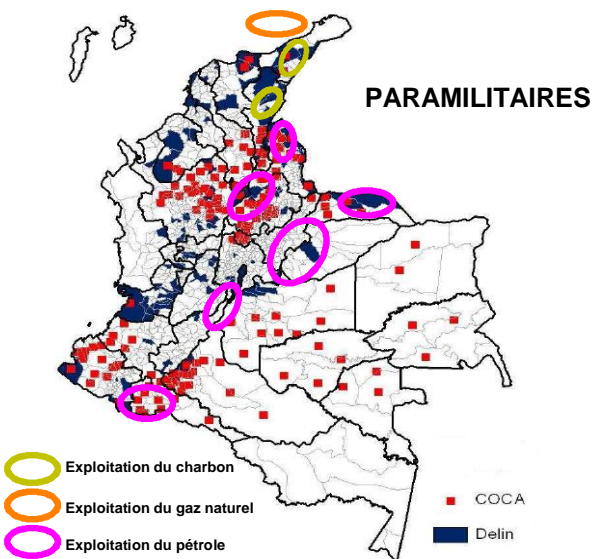 PARAMILITAIRES
Exploitation du charbon
Exploitation du gaz naturel
Exploitation du pétrole
COCA
Delin